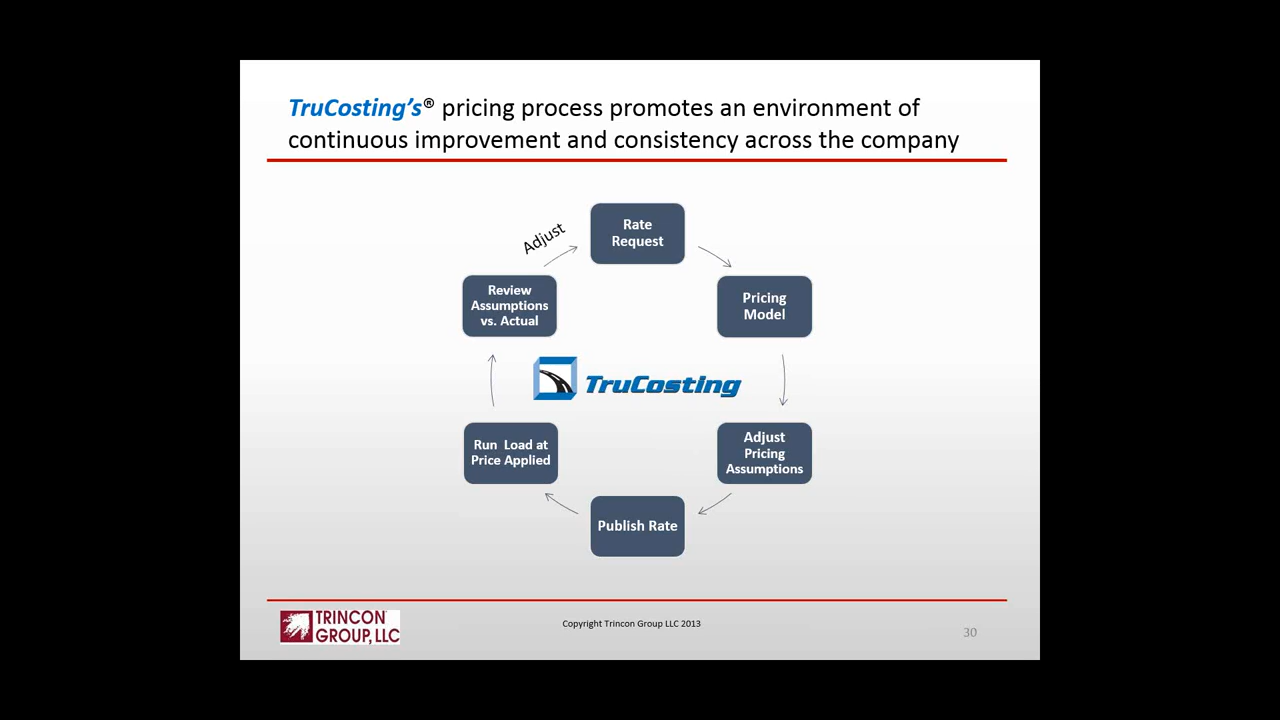 TruCosting's® pricing process promotes an environment of
continuous improvement and consistency across the company
Adjust
Rate
Request
Pricing
Model
Adjust
Pricing
Assumptions
Publish Rate
Run  Load at
Price Applied
Review
Assumptions
vs. Actual
TruCosting
TRINCON
GROUP, LLC
Copyright Trincon Group LLC 2013
30